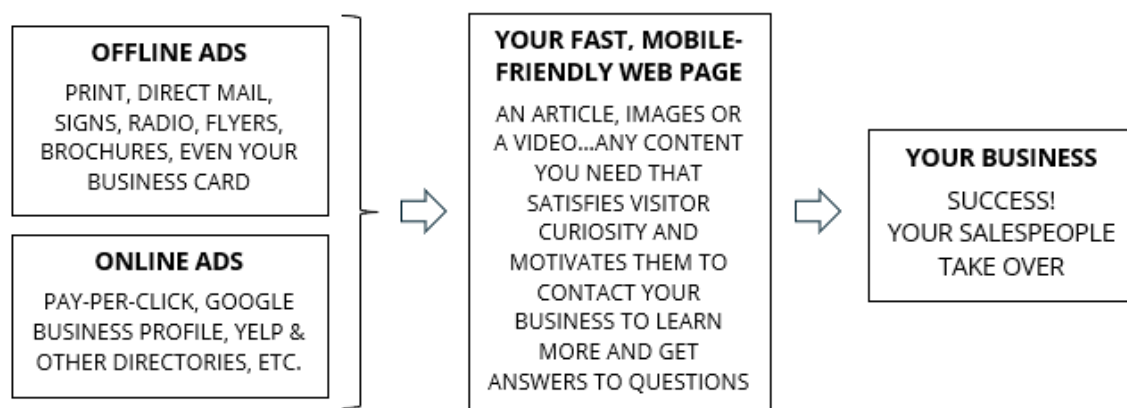 OFFLINE ADS
PRINT, DIRECT MAIL,
SIGNS, RADIO, FLYERS,
BROCHURES, EVEN YOUR
BUSINESS CARD
ONLINE ADS
PAY-PER-CLICK, GOOGLE
BUSINESS PROFILE, YELP &
OTHER DIRECTORIES, ETC.
YOUR FAST, MOBILE-
FRIENDLY WEB PAGE
AN ARTICLE, IMAGES OR
A VIDEO...ANY CONTENT
YOU NEED THAT
SATISFIES VISITOR
CURIOSITY AND
MOTIVATES THEM TO
CONTACT YOUR
BUSINESS TO LEARN
MORE AND GET
ANSWERS TO QUESTIONS
YOUR BUSINESS
SUCCESS!
YOUR SALESPEOPLE
TAKE OVER